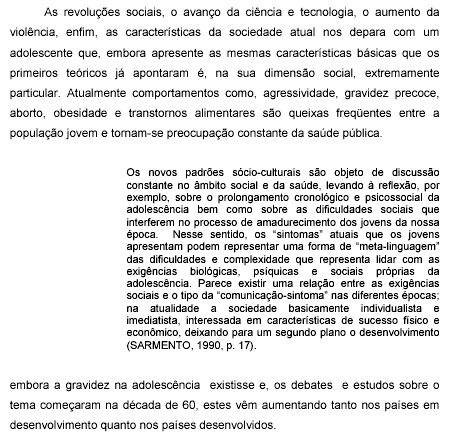 As revoluções sociais, o avanço da ciência e tecnologia, o aumento da
violência, enfim, as características da sociedade atual nos depara com um
adolescente que, embora apresente as mesmas características básicas que os
primeiros teóricos já apontaram é, na sua dimensão social, extremamente
particular. Atualmente comportamentos como, agressividade, gravidez precoce,
aborto, obesidade e transtornos alimentares são queixas freqüentes entre a
população jovem e tornam-se preocupação constante da saúde pública.
Os novos padrões sócio-culturais são objeto de discussão
constante no âmbito social e da saúde, levando à reflexão, por
exemplo, sobre o prolongamento cronológico e psicossocial da
adolescência bem como sobre as dificuldades sociais que
interferem no processo de amadurecimento dos jovens da nossa
época. Nesse sentido, os “sintomas” atuais que os jovens
apresentam podem representar uma forma de “meta-linguagem”
das dificuldades e complexidade que representa lidar com as
exigências biológicas, psíquicas e sociais próprias da
adolescência. Parece existir uma relação entre as exigências
sociais e o tipo da “comunicação-sintoma” nas diferentes épocas;
na atualidade a sociedade basicamente individualista e
imediatista, interessada em características de sucesso físico e
econômico, deixando para um segundo plano o desenvolvimento
(SARMENTO, 1990, p. 17).
embora a gravidez na adolescência existisse e, os debates e estudos sobre o
tema começaram na década de 60, estes vêm aumentando tanto nos países em
desenvolvimento quanto nos países desenvolvidos.